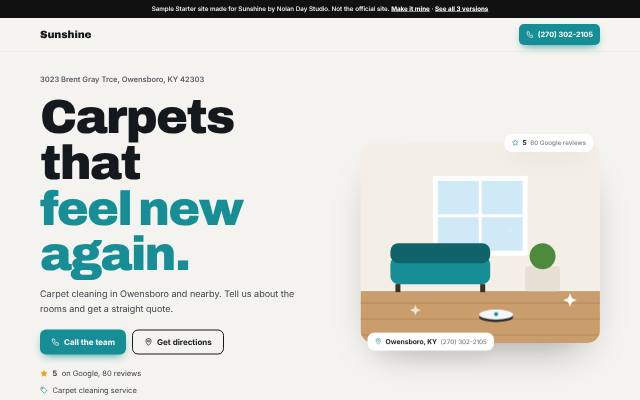 Sample Starter site made for Sunshine by Nolan Day Studio. Not the official site. Make it mine · See all 3 versions
Sunshine
(270) 302-2105
3023 Brent Gray Trce, Owensboro, KY 42303
Carpets
that
feel new
again.
5 80 Google reviews
Carpet cleaning in Owensboro and nearby. Tell us about the
rooms and get a straight quote.
Call the team
Get directions
Owensboro, KY (270) 302-2105
5 on Google, 80 reviews
Carpet cleaning service